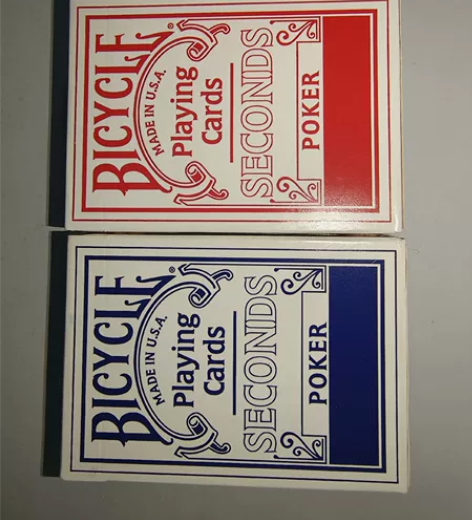 BICYCLE®
MADE IN U.S.A.
Playing
Cards
SECONDS
POKER
BICYCLE®
MADE IN U.S.A.
Playing
Cards
SECONDS
POKER